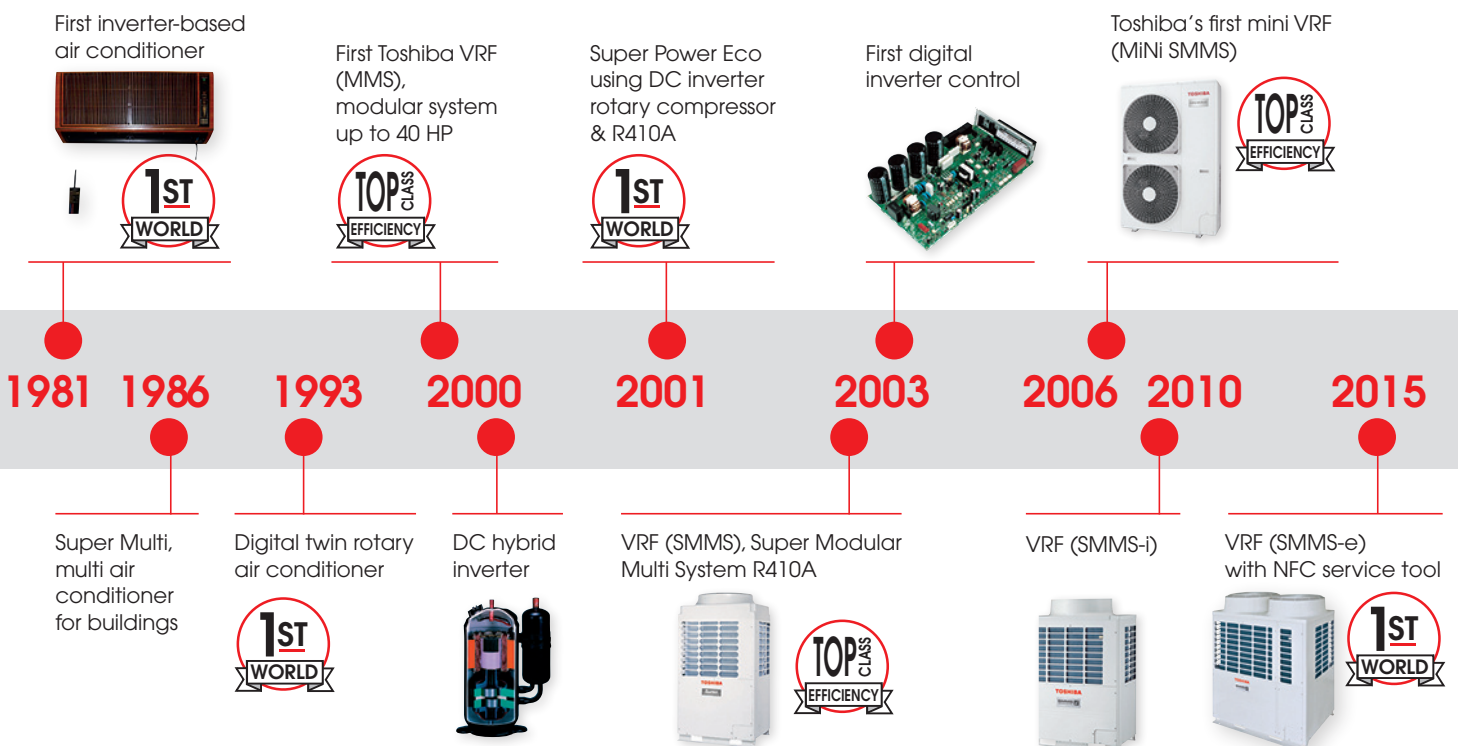 First inverter-based
air conditioner
1ST
WORLD
First Toshiba VRF
(MMS),
modular system
up to 40 HP
TOP CLASS
EFFICIENCY
Super Power Eco
using DC inverter
rotary compressor
& R410A
1ST
WORLD
First digital
inverter control
Toshiba's first mini VRF
(MiNi SMMS)
TOSHIBA
TOP CLASS
EFFICIENCY
1981 1986 1993 2000 2001 2003 2006 2010 2015
Super Multi,
multi air
conditioner
for buildings
Digital twin rotary
air conditioner
1ST
WORLD
DC hybrid
inverter
VRF (SMMS), Super Modular
Multi System R410A
TOSHIBA
TOP CLASS
EFFICIENCY
VRF (SMMS-i)
TOSHIBA
VRF (SMMS-e)
with NFC service tool
TOSHIBA
1ST
WORLD